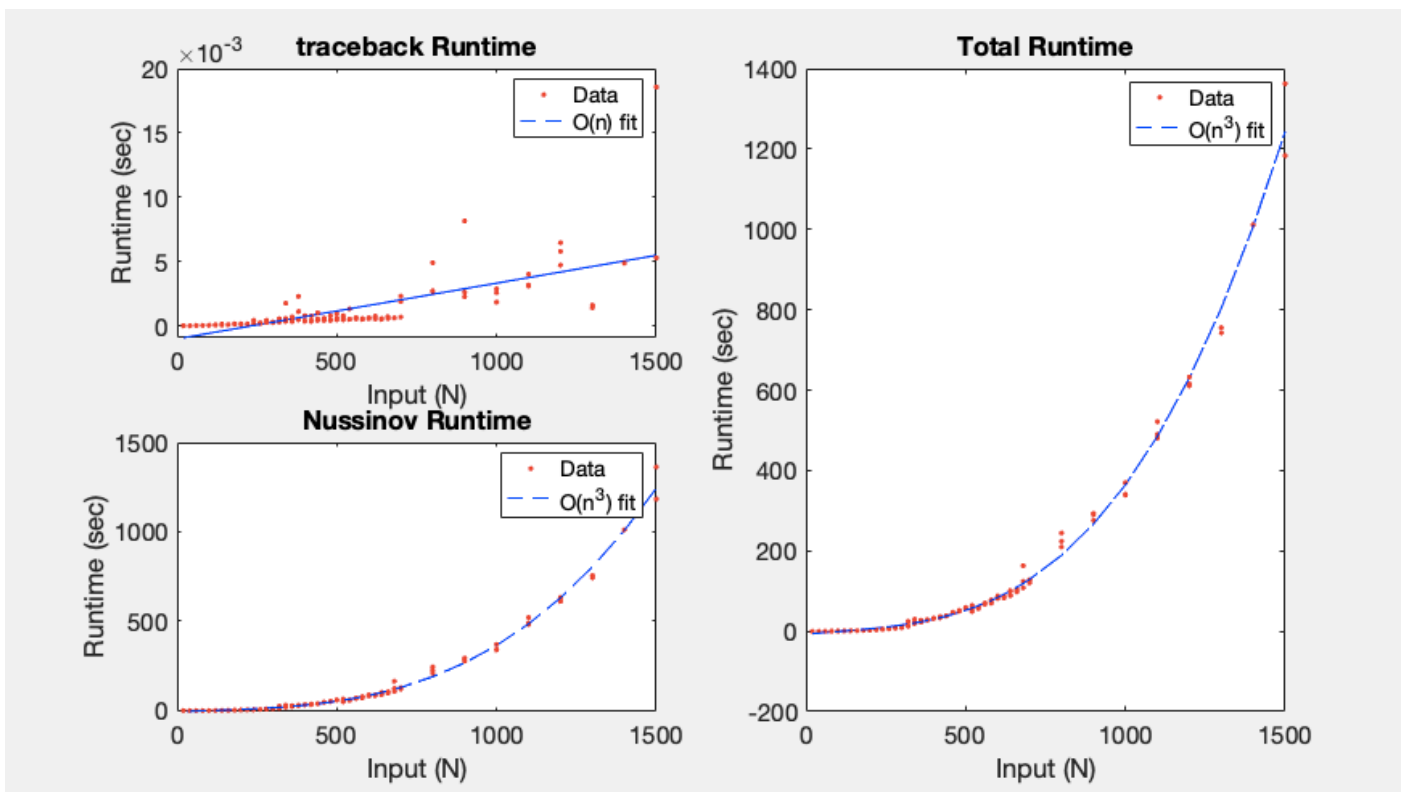 traceback Runtime
×10⁻³
20
15
10
5
0
Runtime (sec)
Data
O(n) fit
0
500
1000
1500
Input (N)
Nussinov Runtime
1500
1000
500
0
Runtime (sec)
Data
O(n³) fit
0
500
1000
1500
Input (N)
Total Runtime
1400
1200
1000
800
600
400
200
0
-200
Runtime (sec)
Data
O(n³) fit
0
500
1000
1500
Input (N)